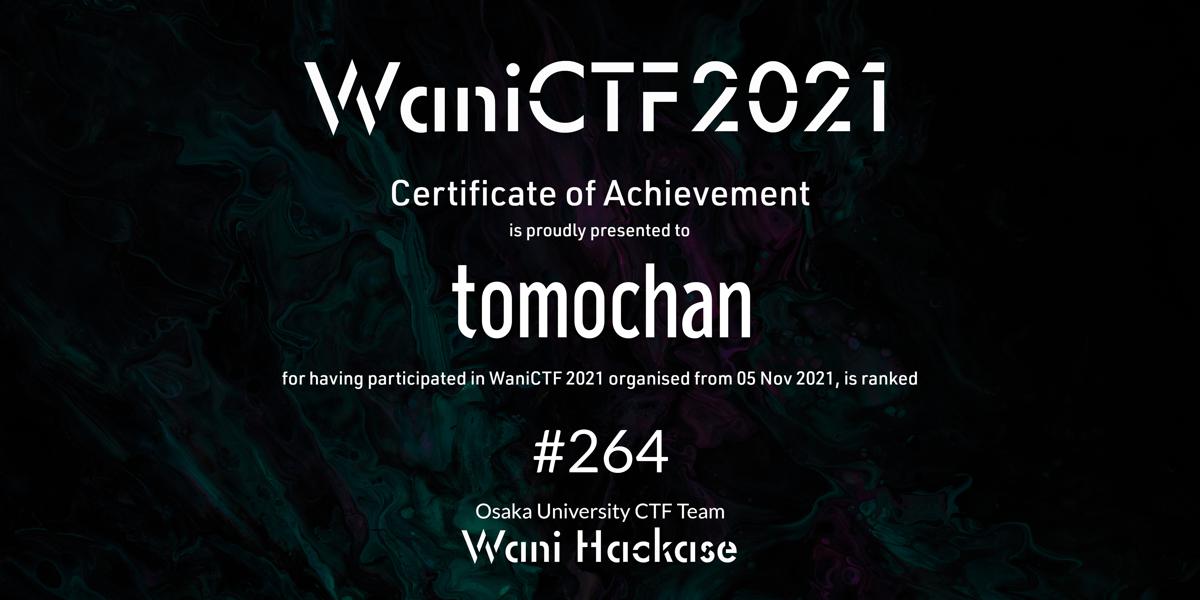 WaniCTF2021
Certificate of Achievement
is proudly presented to
tomochan
for having participated in WaniCTF 2021 organised from 05 Nov 2021, is ranked
#264
Osaka University CTF Team
Wani Hackase